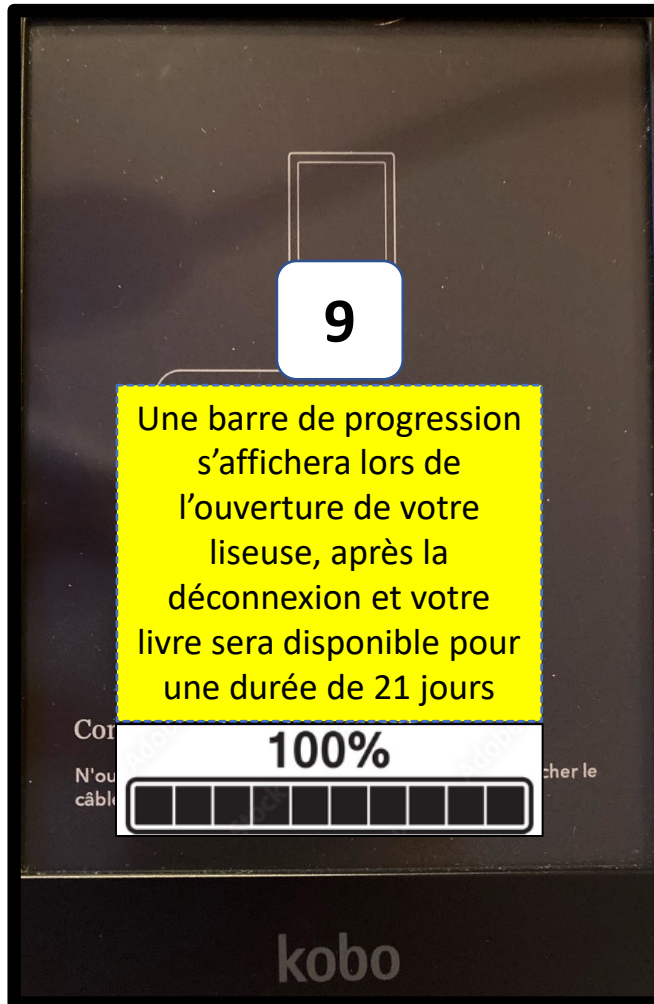 9
Une barre de progression
s’affichera lors de
l’ouverture de votre
liseuse, après la
déconnexion et votre
livre sera disponible pour
une durée de 21 jours
100%
cher le
kobo